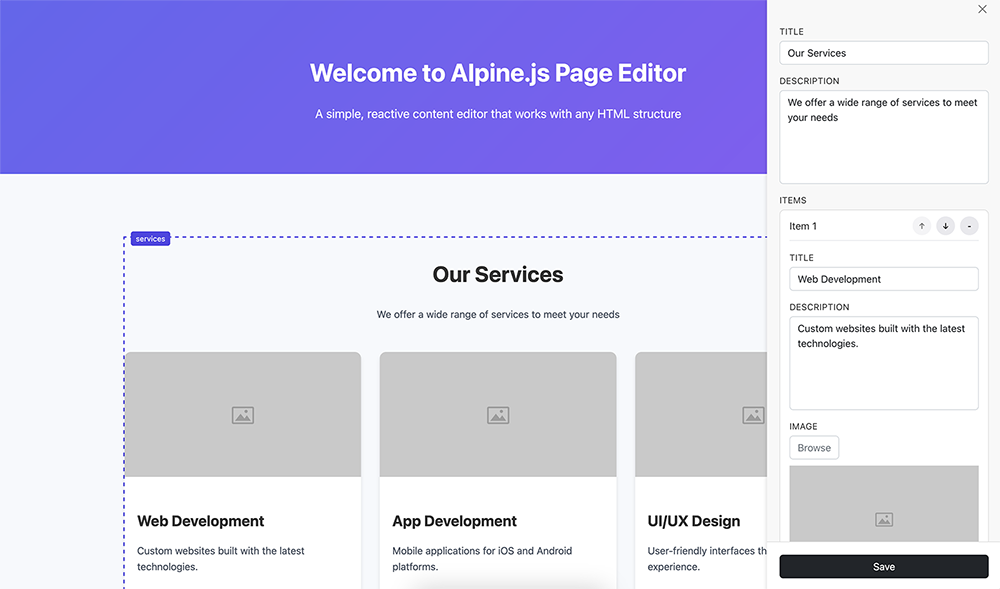 Welcome to Alpine.js Page Editor
A simple, reactive content editor that works with any HTML structure
services
Our Services
We offer a wide range of services to meet your needs
Web Development
Custom websites built with the latest
technologies.
App Development
Mobile applications for iOS and Android
platforms.
UI/UX Design
User-friendly interfaces th
experience.
TITLE
Our Services
DESCRIPTION
We offer a wide range of services to meet
your needs
ITEMS
Item 1
TITLE
Web Development
DESCRIPTION
Custom websites built with the latest
technologies.
IMAGE
Browse
Save